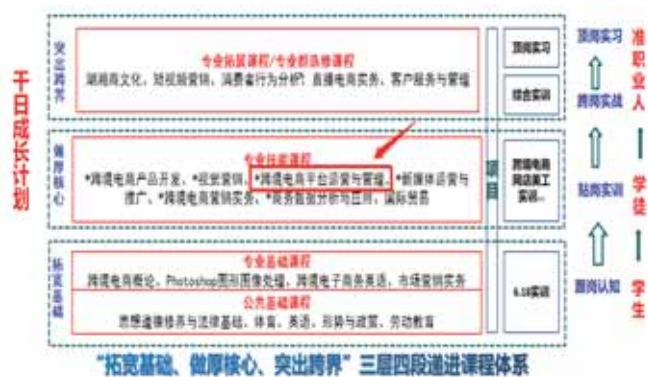 千日成长计划
突出跨界
专业拓展课程/专业群选修课程
湖湘商文化、短视频营销、消费者行为分析、直播电商实务、客户服务与管理
做厚核心
专业技能课程
*跨境电商产品开发、*视觉营销、*跨境电商平台运营与管理、*新媒体运营与
推广、*跨境电商营销实务、*商务数据分析与应用、国际贸易
拓宽基础
专业基础课程
跨境电商概论、Photoshop图形图像处理、跨境电子商务英语、市场营销实务
公共基础课程
思想道德修养与法律基础、体育、英语、形势与政策、劳动教育
项目
顶岗实习
综合实训
跨境电商
网店美工
实训...
6.18实训
顶岗实习
跨岗实战
贴岗实训
跟岗认知
准职业人
学徒
学生
“拓宽基础、做厚核心、突出跨界”三层四段递进课程体系